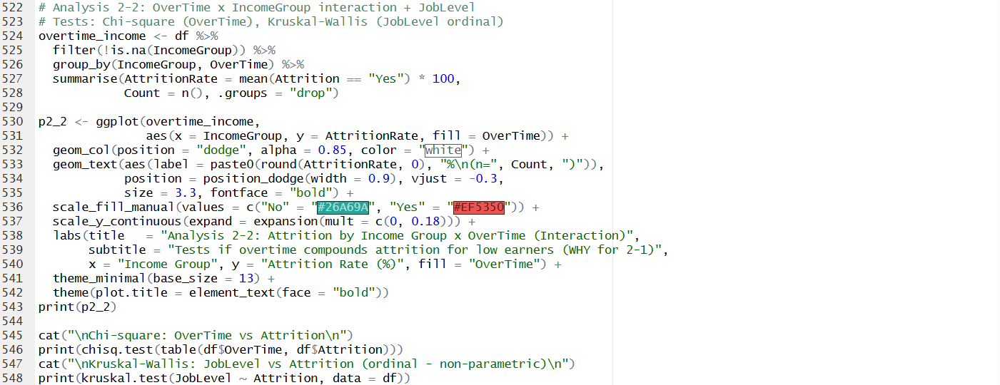 522 # Analysis 2-2: OverTime x IncomeGroup interaction + JobLevel
523 # Tests: Chi-square (OverTime), Kruskal-Wallis (JobLevel ordinal)
524 overtime_income <- df %>%
525   filter(!is.na(IncomeGroup)) %>%
526   group_by(IncomeGroup, OverTime) %>%
527   summarise(AttritionRate = mean(Attrition == "Yes") * 100,
528             Count = n(), .groups = "drop")
529
530 p2_2 <- ggplot(overtime_income,
531                aes(x = IncomeGroup, y = AttritionRate, fill = OverTime)) +
532   geom_col(position = "dodge", alpha = 0.85, color = "white") +
533   geom_text(aes(label = paste0(round(AttritionRate, 0), "%\n(n=", Count, ")")),
534             position = position_dodge(width = 0.9), vjust = -0.3,
535             size = 3.3, fontface = "bold") +
536   scale_fill_manual(values = c("No" = "#26A69A", "Yes" = "#EF5350")) +
537   scale_y_continuous(expand = expansion(mult = c(0, 0.18))) +
538   labs(title   = "Analysis 2-2: Attrition by Income Group x OverTime (Interaction)",
539        subtitle = "Tests if overtime compounds attrition for low earners (WHY for 2-1)",
540        x = "Income Group", y = "Attrition Rate (%)", fill = "OverTime") +
541   theme_minimal(base_size = 13) +
542   theme(plot.title = element_text(face = "bold"))
543 print(p2_2)
544
545 cat("\nChi-square: OverTime vs Attrition\n")
546 print(chisq.test(table(df$OverTime, df$Attrition)))
547 cat("\nKruskal-Wallis: JobLevel vs Attrition (ordinal - non-parametric)\n")
548 print(kruskal.test(JobLevel ~ Attrition, data = df))